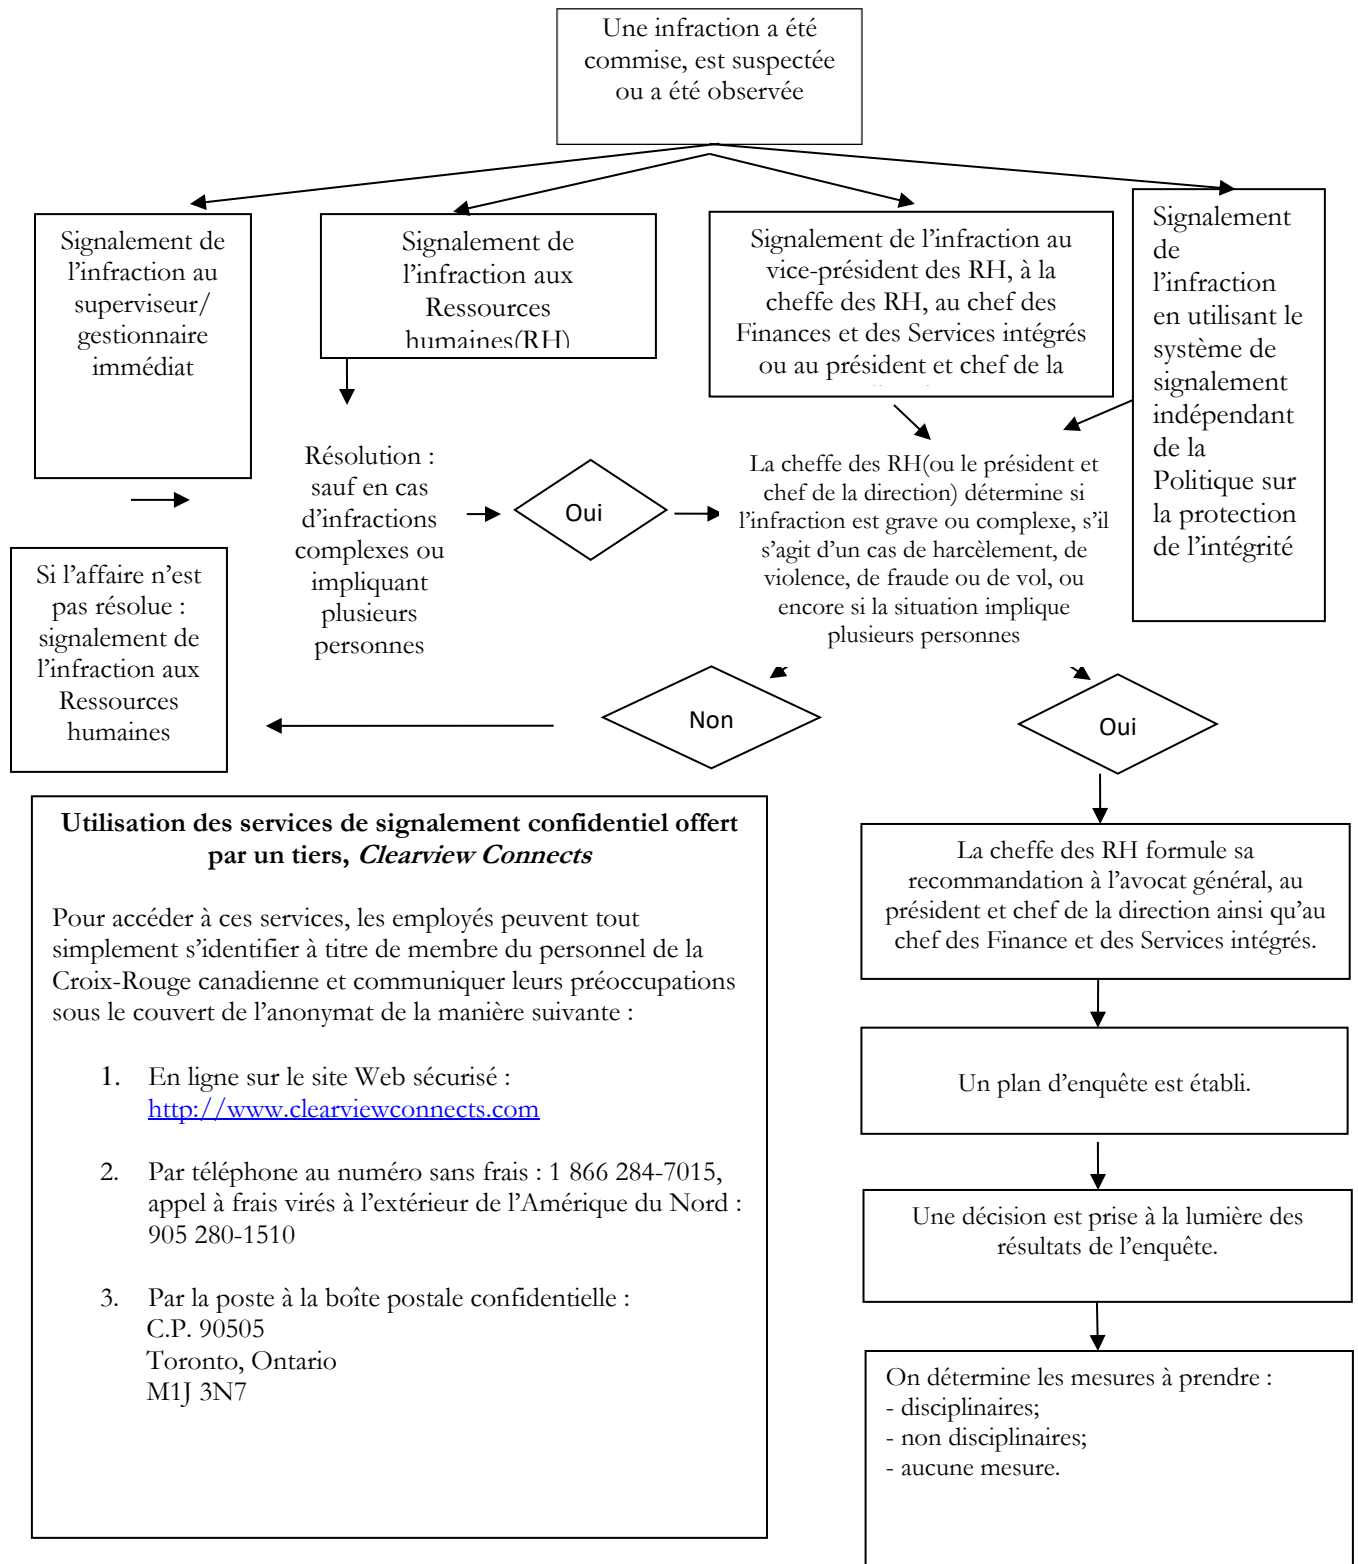 Une infraction a été
commise, est suspectée
ou a été observée
Signalement de
l’infraction au
superviseur/
gestionnaire
immédiat
Signalement de
l’infraction aux
Ressources
humaines(RH)
Signalement de l’infraction au
vice-président des RH, à la
cheffe des RH, au chef des
Finances et des Services intégrés
ou au président et chef de la
Signalement
de
l’infraction
en utilisant le
système de
signalement
indépendant
de la
Politique sur
la protection
de l’intégrité
Résolution :
sauf en cas
d’infractions
complexes ou
impliquant
plusieurs
personnes
Oui
La cheffe des RH(ou le président et
chef de la direction) détermine si
l’infraction est grave ou complexe, s’il
s’agit d’un cas de harcèlement, de
violence, de fraude ou de vol, ou
encore si la situation implique
plusieurs personnes
Si l’affaire n’est
pas résolue :
signalement de
l’infraction aux
Ressources
humaines
Non
Oui
Utilisation des services de signalement confidentiel offert
par un tiers, Clearview Connects
Pour accéder à ces services, les employés peuvent tout
simplement s’identifier à titre de membre du personnel de la
Croix-Rouge canadienne et communiquer leurs préoccupations
sous le couvert de l’anonymat de la manière suivante :
1. En ligne sur le site Web sécurisé :
http://www.clearviewconnects.com
2. Par téléphone au numéro sans frais : 1 866 284-7015,
appel à frais virés à l’extérieur de l’Amérique du Nord :
905 280-1510
3. Par la poste à la boîte postale confidentielle :
C.P. 90505
Toronto, Ontario
M1J 3N7
La cheffe des RH formule sa
recommandation à l’avocat général, au
président et chef de la direction ainsi qu’au
chef des Finance et des Services intégrés.
Un plan d’enquête est établi.
Une décision est prise à la lumière des
résultats de l’enquête.
On détermine les mesures à prendre :
- disciplinaires;
- non disciplinaires;
- aucune mesure.